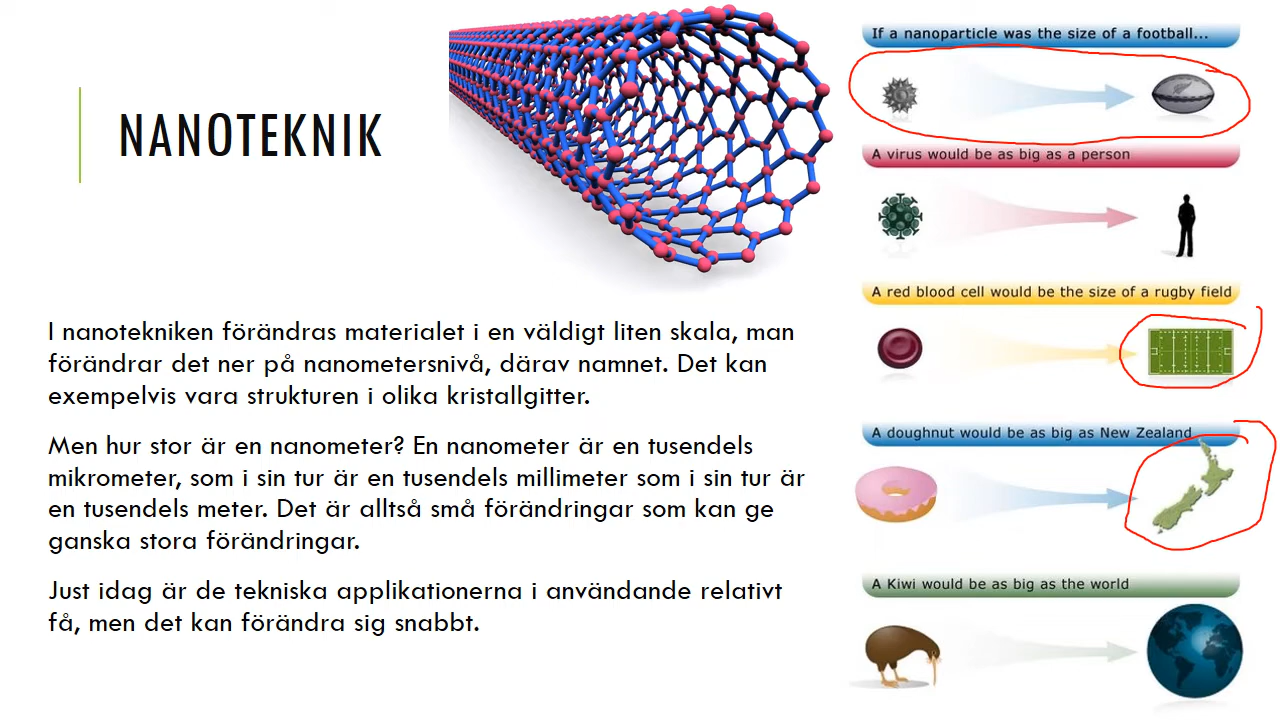 NANOTEKNIK
I nanotekniken förändras materialet i en väldigt liten skala, man
förändrar det ner på nanometersnivå, därav namnet. Det kan
exempelvis vara strukturen i olika kristallgitter.
Men hur stor är en nanometer? En nanometer är en tusendels
mikrometer, som i sin tur är en tusendels millimeter som i sin tur är
en tusendels meter. Det är alltså små förändringar som kan ge
ganska stora förändringar.
Just idag är de tekniska applikationerna i användande relativt
få, men det kan förändra sig snabbt.
If a nanoparticle was the size of a football...
A virus would be as big as a person
A red blood cell would be the size of a rugby field
A doughnut would be as big as New Zealand
A Kiwi would be as big as the world